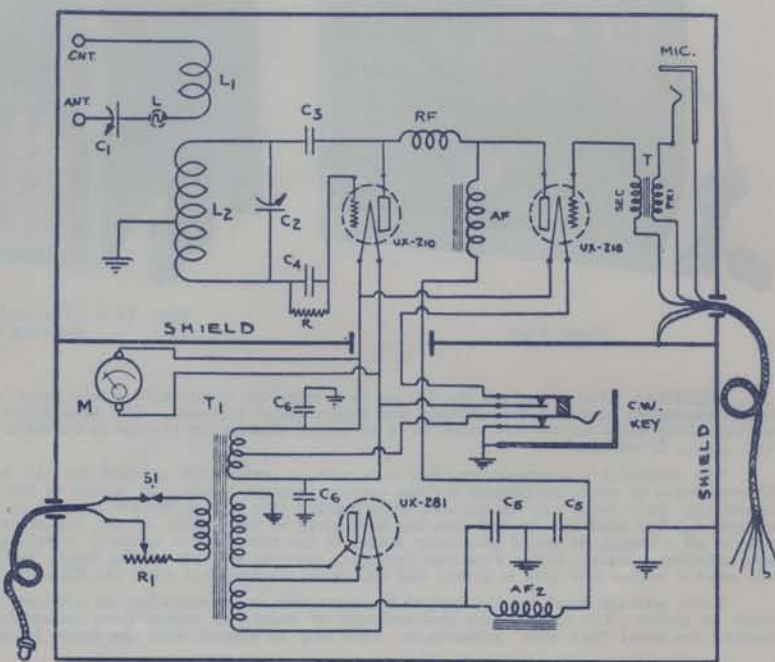 CNT.
L1
ANT.
L
C1
C3
RF
MIC.
L2
C2
UX-210
AF
UX-210
SEC
T
PRI
C4
R
SHIELD
M
T1
C6
C.W.
KEY
S1
C6
UX-281
C5
C5
SHIELD
R1
AF2